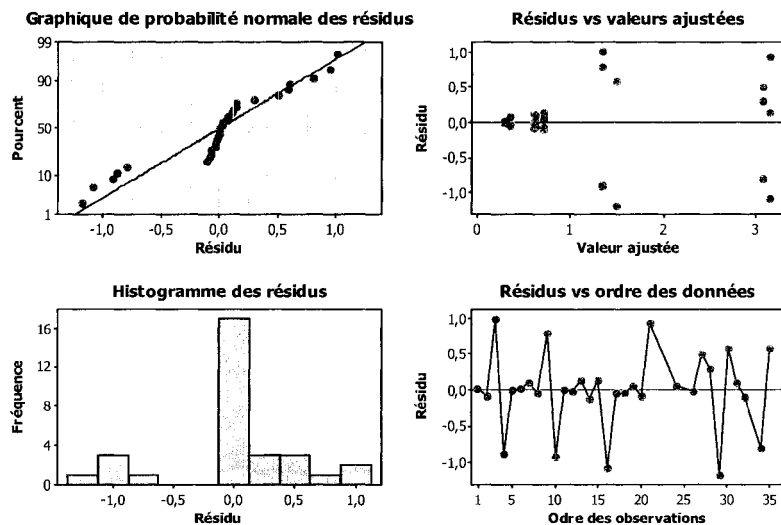 Graphique de probabilité normale des résidus
99
90
50
10
1
Pourcent
-1,0 -0,5 0,0 0,5 1,0
Résidu
Résidus vs valeurs ajustées
1,0
0,5
0,0
-0,5
-1,0
Résidu
0 1 2 3
Valeur ajustée
Histogramme des résidus
16
12
8
4
0
Fréquence
-1,0 -0,5 0,0 0,5 1,0
Résidu
Résidus vs ordre des données
1,0
0,5
0,0
-0,5
-1,0
Résidu
1 5 10 15 20 25 30 35
Odre des observations